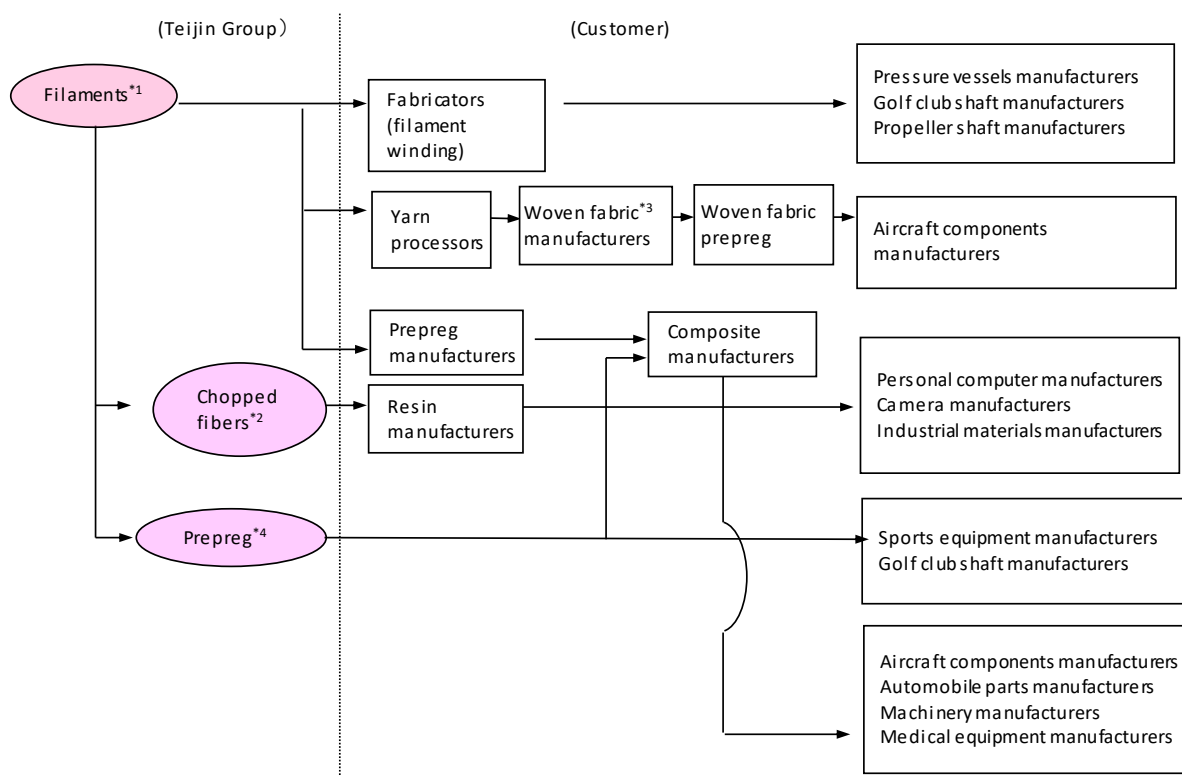 (Teijin Group）
(Customer)
Filaments*1
Fabricators
(filament
winding)
Pressure vessels manufacturers
Golf club shaft manufacturers
Propeller shaft manufacturers
Yarn
processors
Woven fabric*3
manufacturers
Woven fabric
prepreg
Aircraft components
manufacturers
Prepreg
manufacturers
Composite
manufacturers
Chopped
fibers*2
Resin
manufacturers
Personal computer manufacturers
Camera manufacturers
Industrial materials manufacturers
Prepreg*4
Sports equipment manufacturers
Golf club shaft manufacturers
Aircraft components manufacturers
Automobile parts manufacturers
Machinery manufacturers
Medical equipment manufacturers